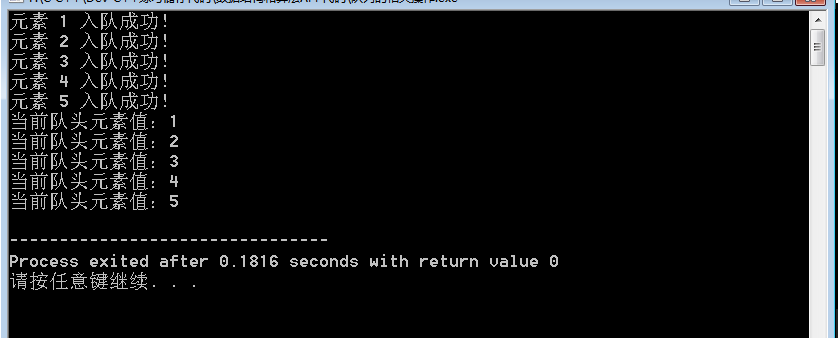 元素 1 入队成功!
元素 2 入队成功!
元素 3 入队成功!
元素 4 入队成功!
元素 5 入队成功!
当前队头元素值：1
当前队头元素值：2
当前队头元素值：3
当前队头元素值：4
当前队头元素值：5
--------------------------------
Process exited after 0.1816 seconds with return value 0
请按任意键继续. . .